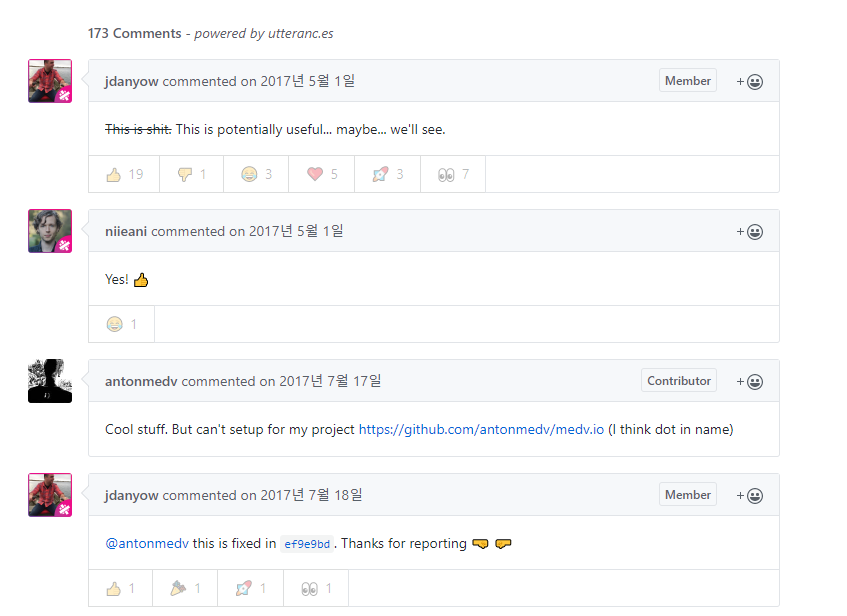 173 Comments - powered by utteranc.es
jdanyow commented on 2017년 5월 1일 Member +
This is shit. This is potentially useful... maybe... we'll see.
19 1 3 5 3 7
niieani commented on 2017년 5월 1일 +
Yes! 👍
1
antonmedv commented on 2017년 7월 17일 Contributor +
Cool stuff. But can't setup for my project https://github.com/antonmedv/medv.io (I think dot in name)
jdanyow commented on 2017년 7월 18일 Member +
@antonmedv this is fixed in ef9e9bd. Thanks for reporting 🤜 🤛
1 1 1 1